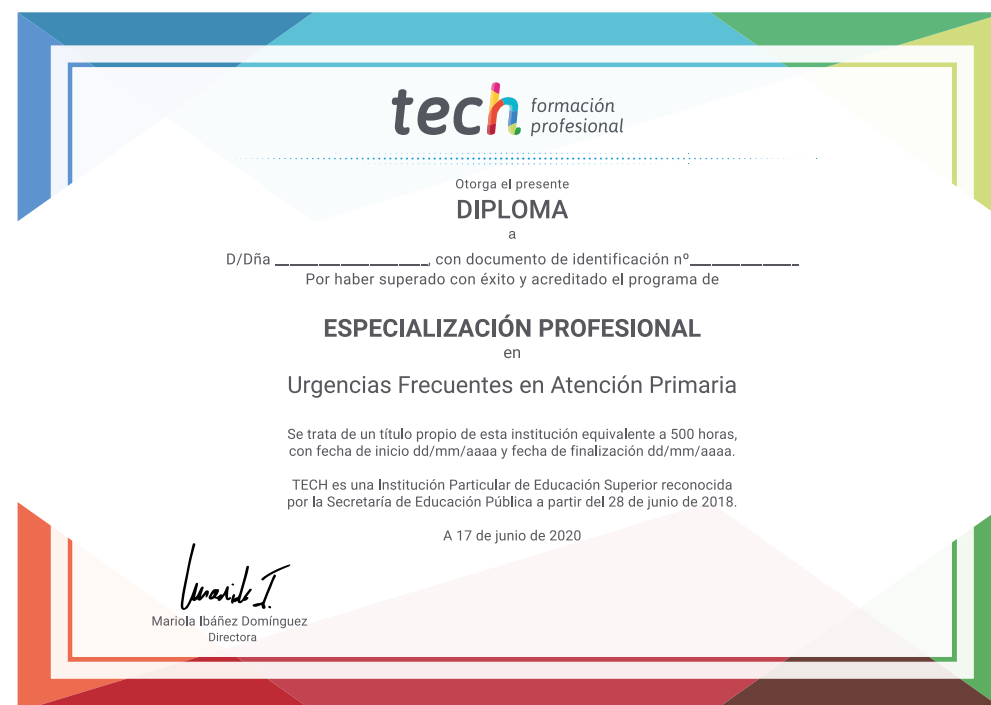 tech formación
profesional
Otorga el presente
DIPLOMA
a
D/Dña ____________________, con documento de identificación nº______________
Por haber superado con éxito y acreditado el programa de
ESPECIALIZACIÓN PROFESIONAL
en
Urgencias Frecuentes en Atención Primaria
Se trata de un título propio de esta institución equivalente a 500 horas,
con fecha de inicio dd/mm/aaaa y fecha de finalización dd/mm/aaaa.
TECH es una Institución Particular de Educación Superior reconocida
por la Secretaría de Educación Pública a partir del 28 de junio de 2018.
A 17 de junio de 2020
Mariola Ibáñez Domínguez
Directora